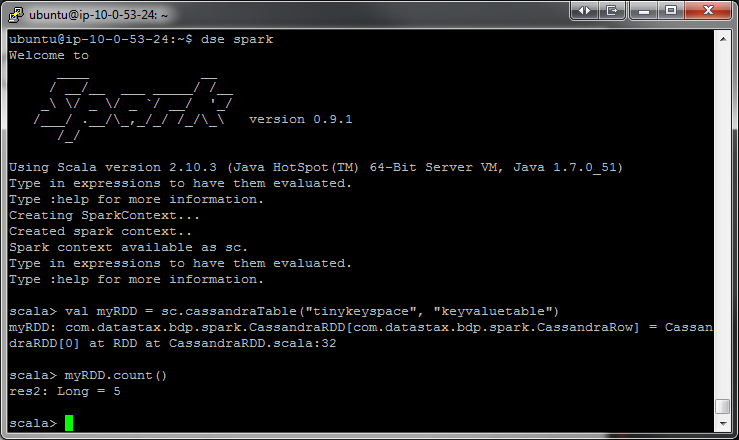 ubuntu@ip-10-0-53-24: ~
ubuntu@ip-10-0-53-24:~$ dse spark
Welcome to
      ____              __
     / __/__  ___ _____/ /__
    _\ \/ _ \/ _ `/ __/  '_/
   /___/ .__/\_,_/_/ /_/\_\   version 0.9.1
      /_/
Using Scala version 2.10.3 (Java HotSpot(TM) 64-Bit Server VM, Java 1.7.0_51)
Type in expressions to have them evaluated.
Type :help for more information.
Creating SparkContext...
Created spark context..
Spark context available as sc.
Type in expressions to have them evaluated.
Type :help for more information.
scala> val myRDD = sc.cassandraTable("tinykeyspace", "keyvaluetable")
myRDD: com.datastax.bdp.spark.CassandraRDD[com.datastax.bdp.spark.CassandraRow] = Cassan
draRDD[0] at RDD at CassandraRDD.scala:32
scala> myRDD.count()
res2: Long = 5
scala>